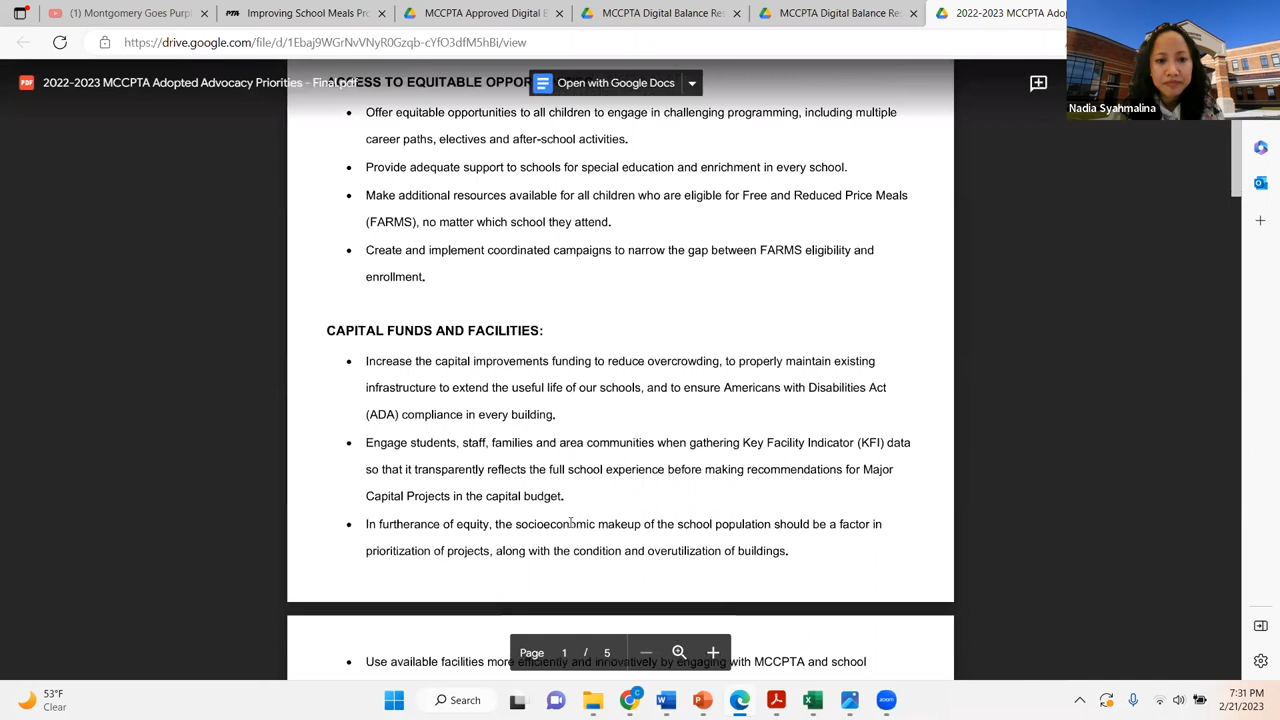 (1) Montgomery Goes Purp
Improving School Meals Pro
MCCPTA Approved Digital B
MCCPTA Digital Balance Re
MCCPTA Digital Balance Re
2022-2023 MCCPTA Ado
https://drive.google.com/file/d/1Ebaj9WGrNvVNyR0Gzqb-cYfO3dfM5hBi/view
PDF
2022-2023 MCCPTA Adopted Advocacy Priorities - Final.pdf
Open with Google Docs
Nadia Syahmalina
ACCESS TO EQUITABLE
• Offer equitable opportunities to all children to engage in challenging programming, including multiple
career paths, electives and after-school activities.
• Provide adequate support to schools for special education and enrichment in every school.
• Make additional resources available for all children who are eligible for Free and Reduced Price Meals
(FARMS), no matter which school they attend.
• Create and implement coordinated campaigns to narrow the gap between FARMS eligibility and
enrollment.
CAPITAL FUNDS AND FACILITIES:
• Increase the capital improvements funding to reduce overcrowding, to properly maintain existing
infrastructure to extend the useful life of our schools, and to ensure Americans with Disabilities Act
(ADA) compliance in every building.
• Engage students, staff, families and area communities when gathering Key Facility Indicator (KFI) data
so that it transparently reflects the full school experience before making recommendations for Major
Capital Projects in the capital budget.
• In furtherance of equity, the socioeconomic makeup of the school population should be a factor in
prioritization of projects, along with the condition and overutilization of buildings.
• Use available facilities more efficiently and innovatively by engaging with MCCPTA and school
Page 1 / 5
53°F
Clear
Search
zoom
7:31 PM
2/21/2023